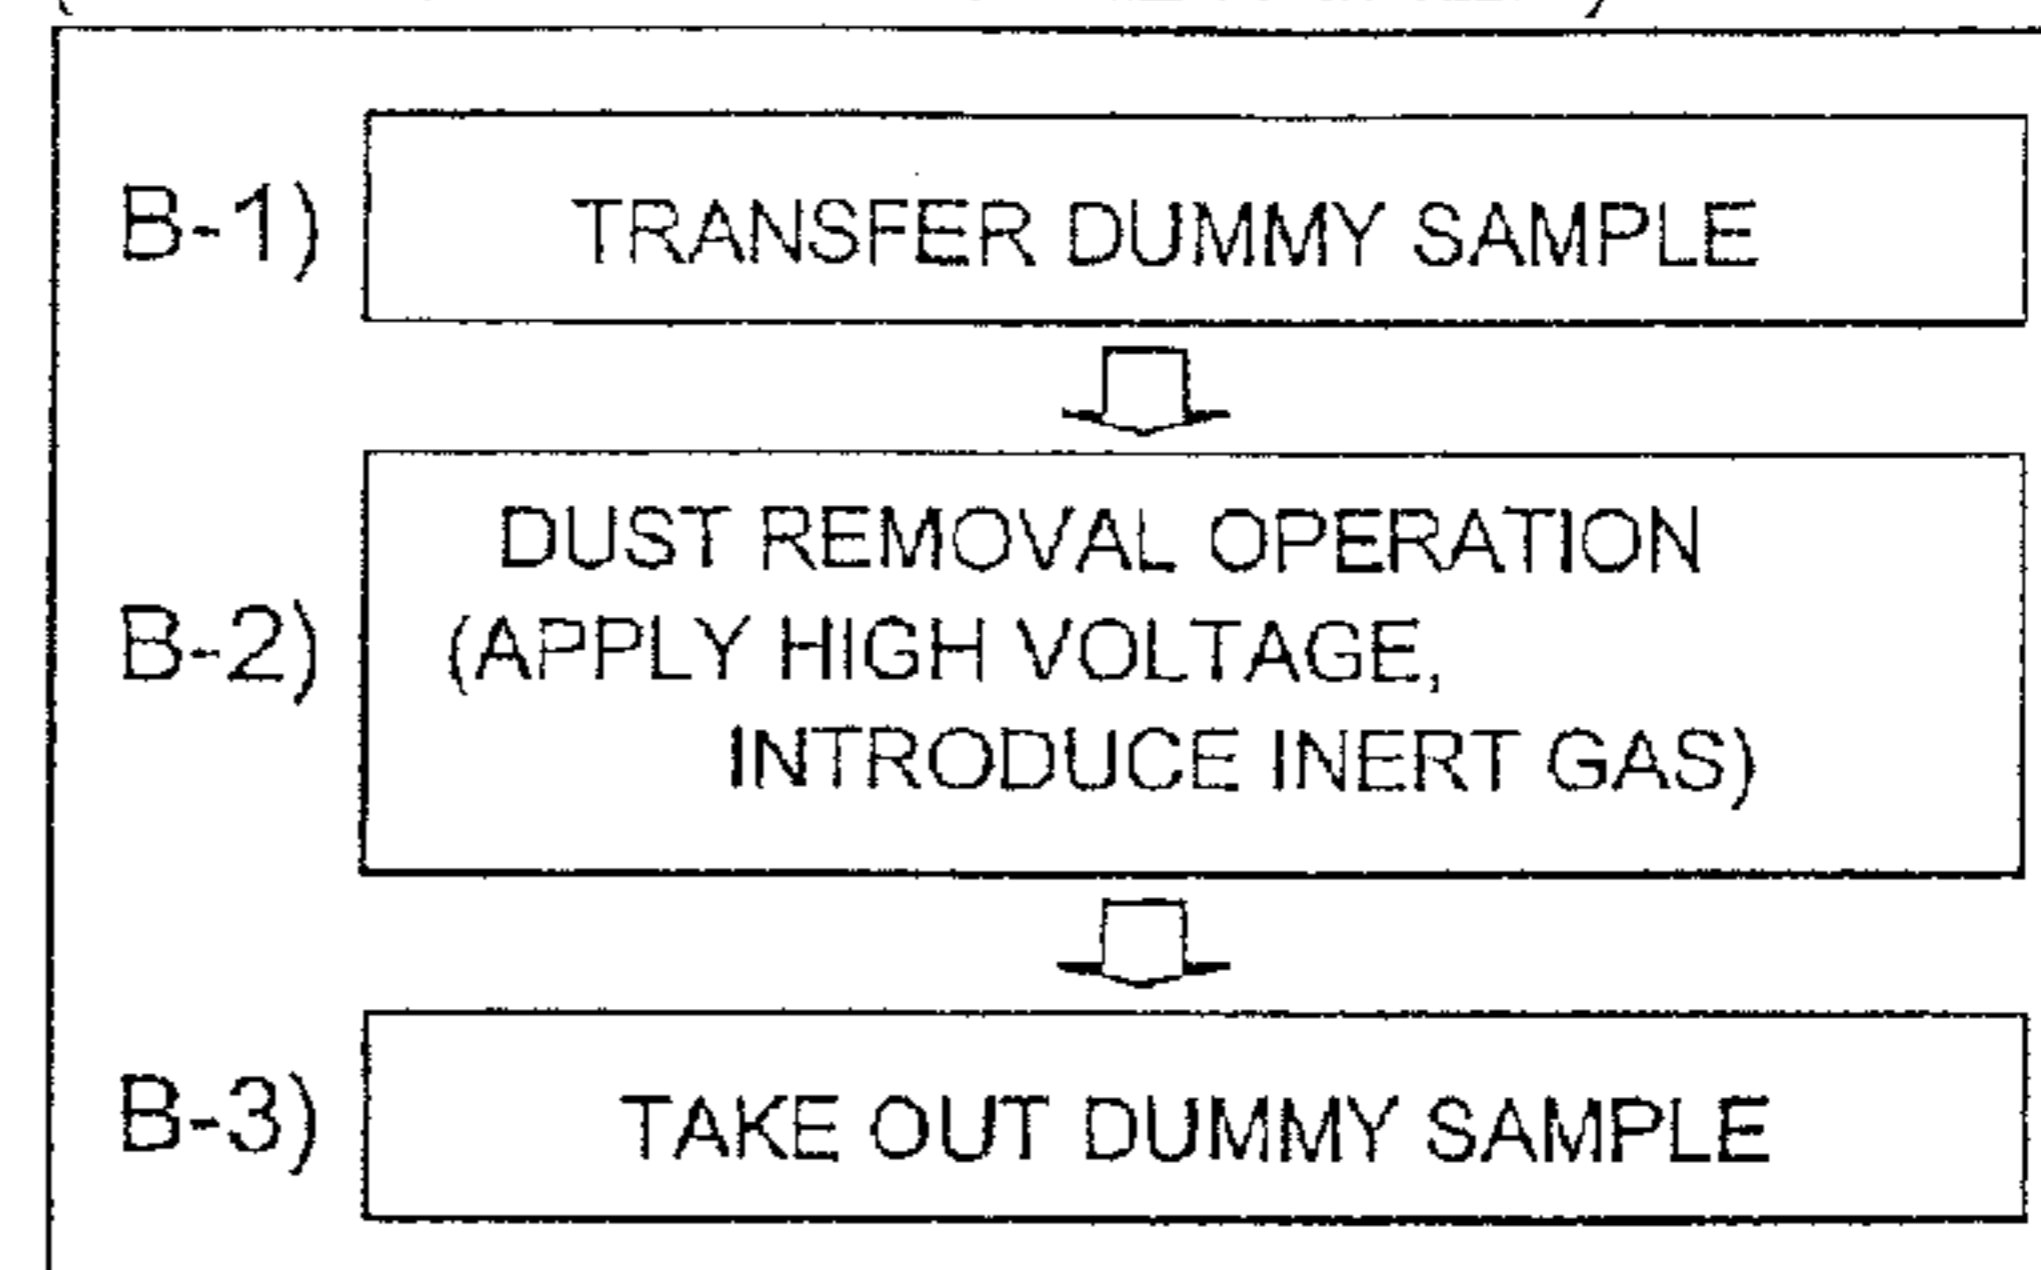 B-1) TRANSFER DUMMY SAMPLE
B-2) DUST REMOVAL OPERATION
(APPLY HIGH VOLTAGE,
INTRODUCE INERT GAS)
B-3) TAKE OUT DUMMY SAMPLE